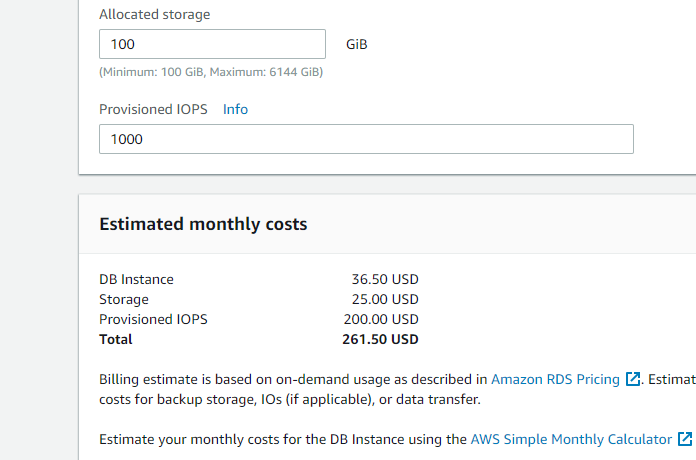 Allocated storage
100 GiB
(Minimum: 100 GiB, Maximum: 6144 GiB)
Provisioned IOPS Info
1000
Estimated monthly costs
DB Instance 36.50 USD
Storage 25.00 USD
Provisioned IOPS 200.00 USD
Total 261.50 USD
Billing estimate is based on on-demand usage as described in Amazon RDS Pricing. Estimat
costs for backup storage, IOs (if applicable), or data transfer.
Estimate your monthly costs for the DB Instance using the AWS Simple Monthly Calculator